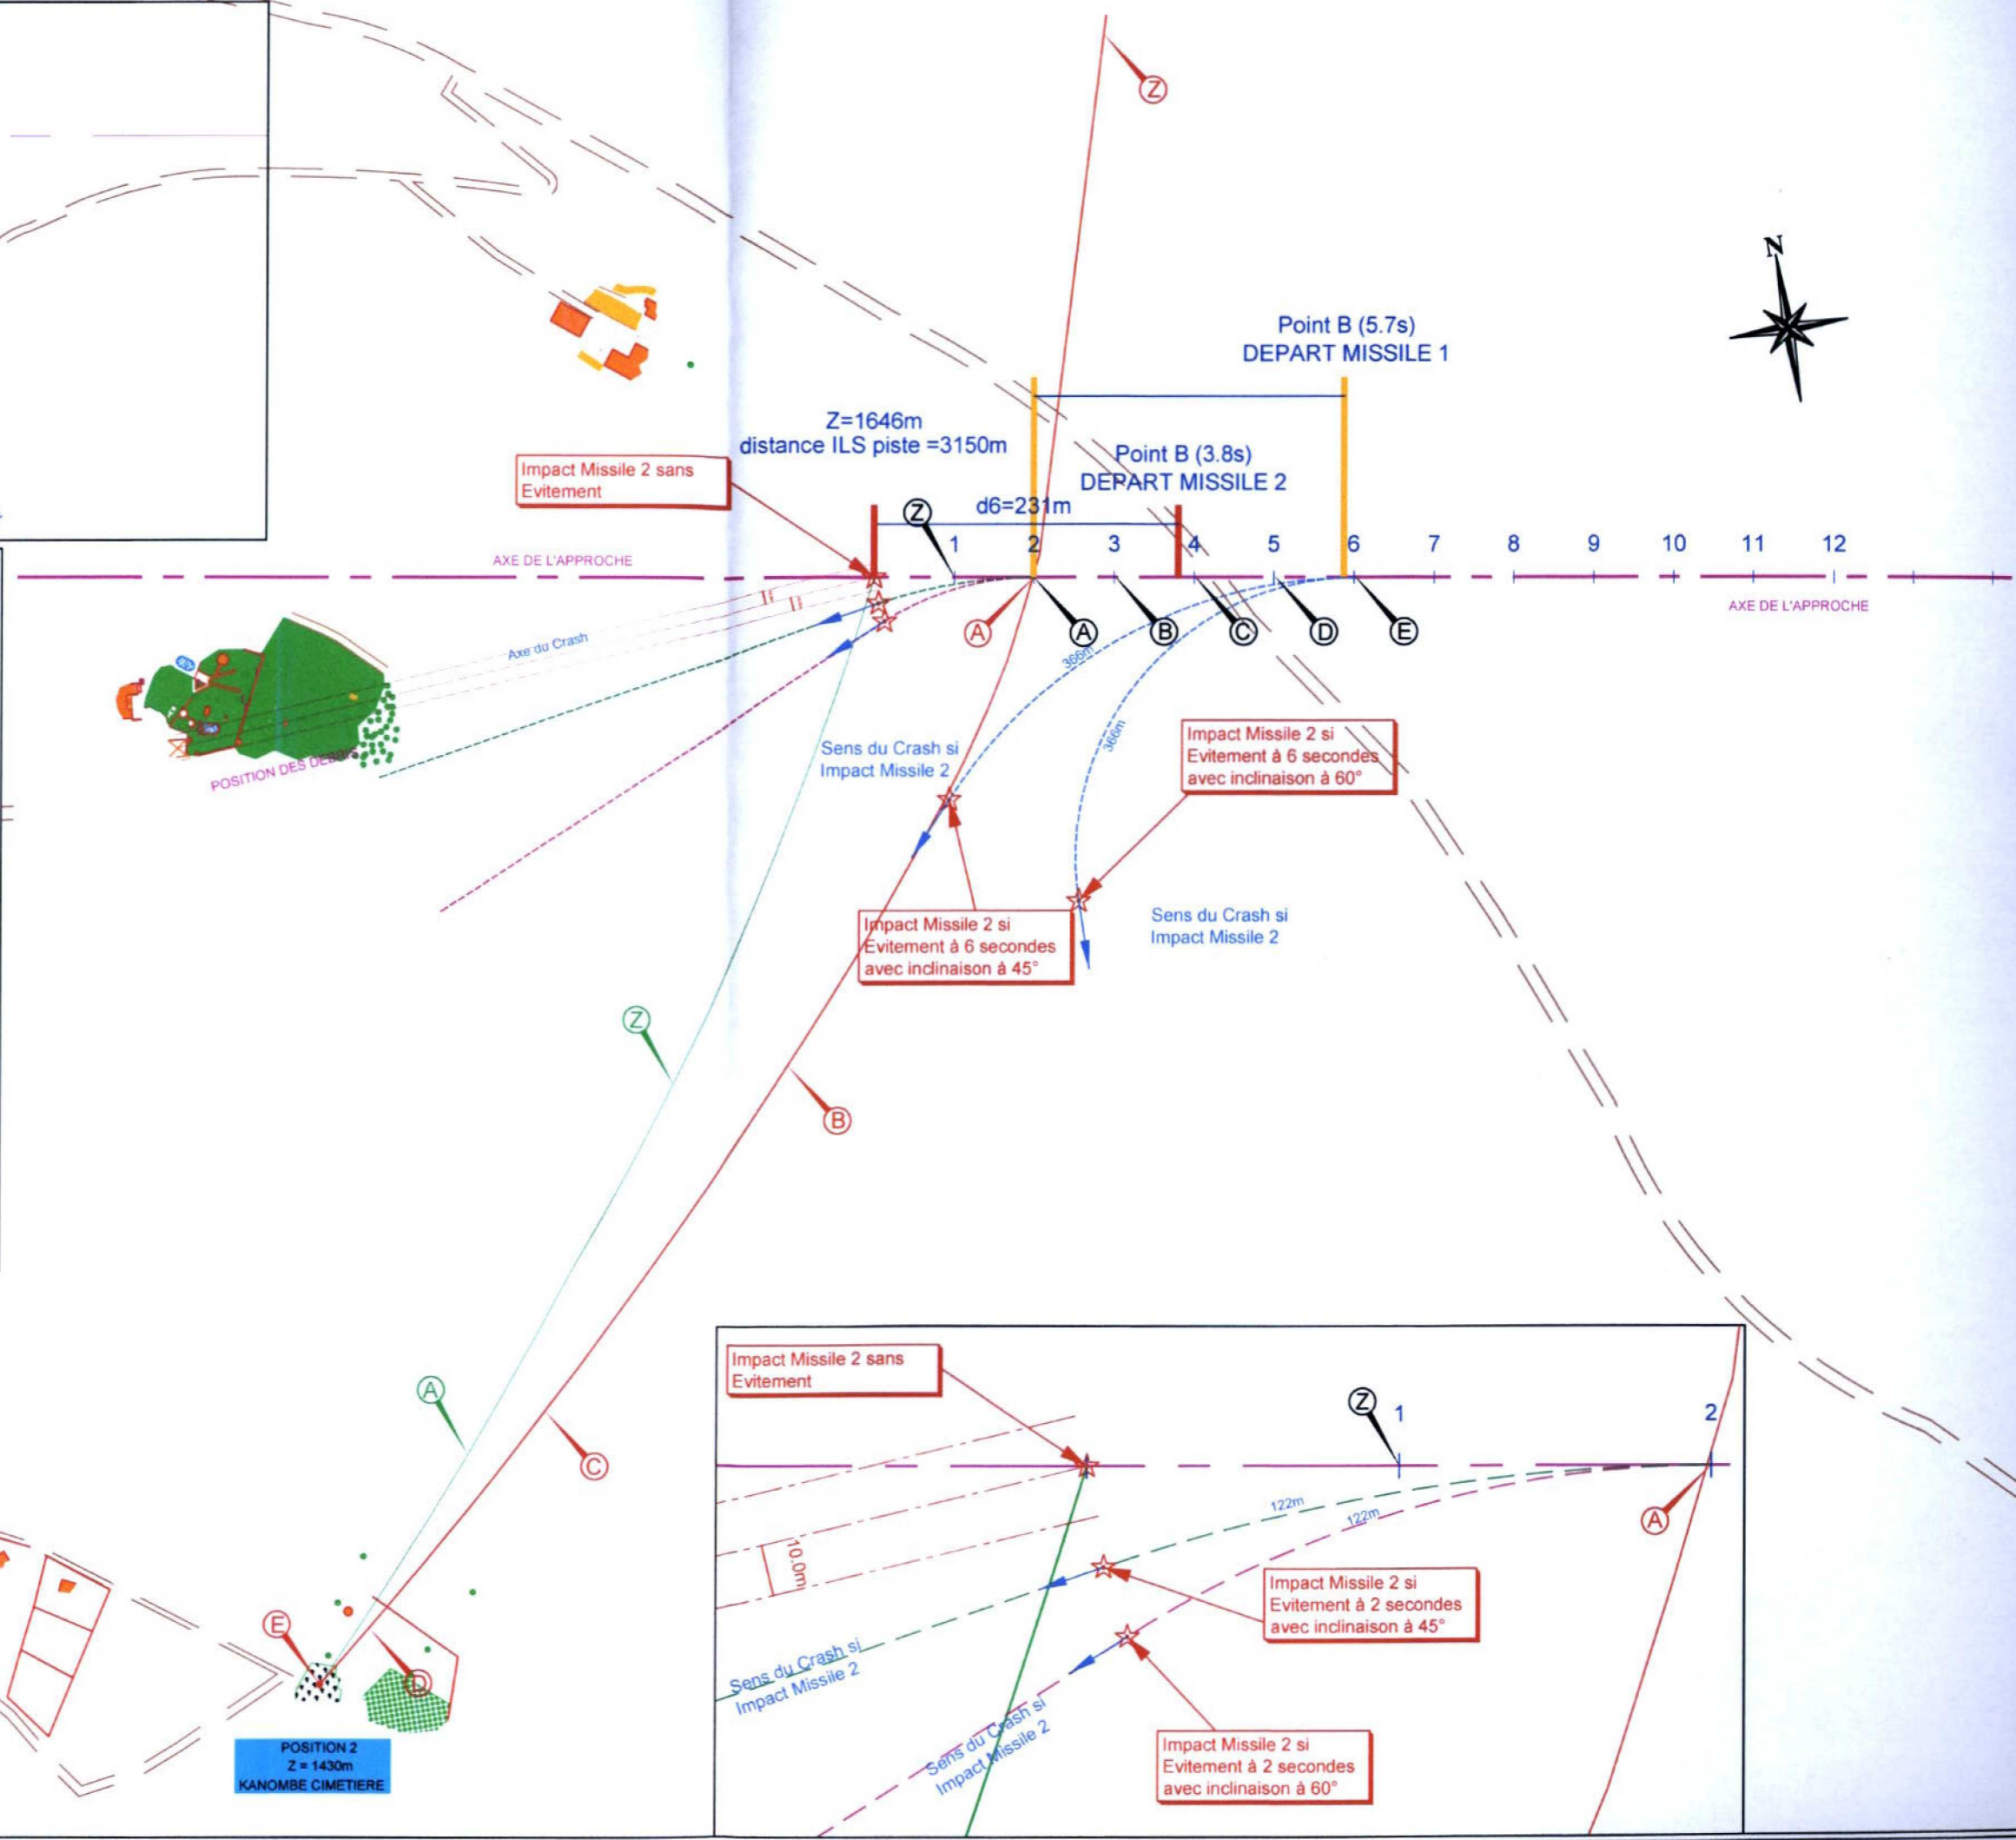 Z
N
Point B (5.7s)
DEPART MISSILE 1
Z=1646m
distance ILS piste =3150m
Point B (3.8s)
DEPART MISSILE 2
Impact Missile 2 sans
Evitement
d6=231m
Z
1 2 3 4 5 6 7 8 9 10 11 12
AXE DE L'APPROCHE
AXE DE L'APPROCHE
A A B C D E
Axe du Crash
366m
366m
POSITION DES DEBRIS
Sens du Crash si
Impact Missile 2
Impact Missile 2 si
Evitement à 6 secondes
avec inclinaison à 60°
Impact Missile 2 si
Evitement à 6 secondes
avec inclinaison à 45°
Sens du Crash si
Impact Missile 2
Z
B
A
C
E
D
POSITION 2
Z = 1430m
KANOMBE CIMETIERE
Impact Missile 2 sans
Evitement
Z
1
2
122m
122m
A
10.0m
Impact Missile 2 si
Evitement à 2 secondes
avec inclinaison à 45°
Sens du Crash si
Impact Missile 2
Sens du Crash si
Impact Missile 2
Impact Missile 2 si
Evitement à 2 secondes
avec inclinaison à 60°